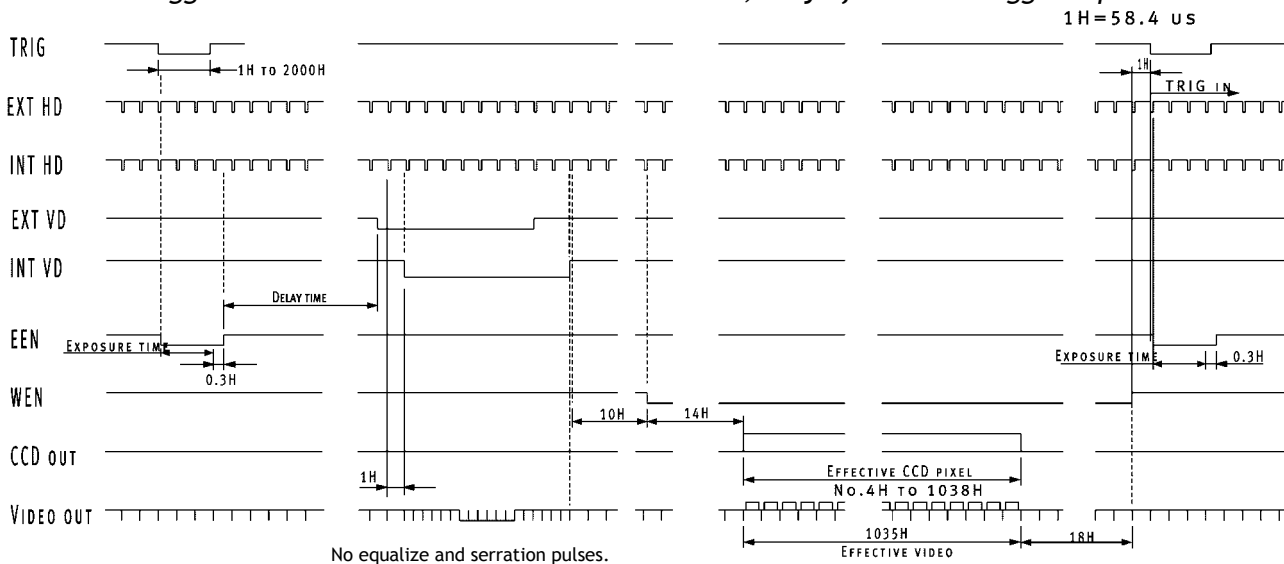 1H=58.4 us
TRIG
1H TO 2000H
1H
TRIG IN
EXT HD
INT HD
EXT VD
INT VD
DELAY TIME
EEN
EXPOSURE TIME
0.3H
EXPOSURE TIME
0.3H
WEN
10H
14H
CCD OUT
1H
EFFECTIVE CCD PIXEL
No.4H TO 1038H
VIDEO OUT
1035H
EFFECTIVE VIDEO
18H
No equalize and serration pulses.